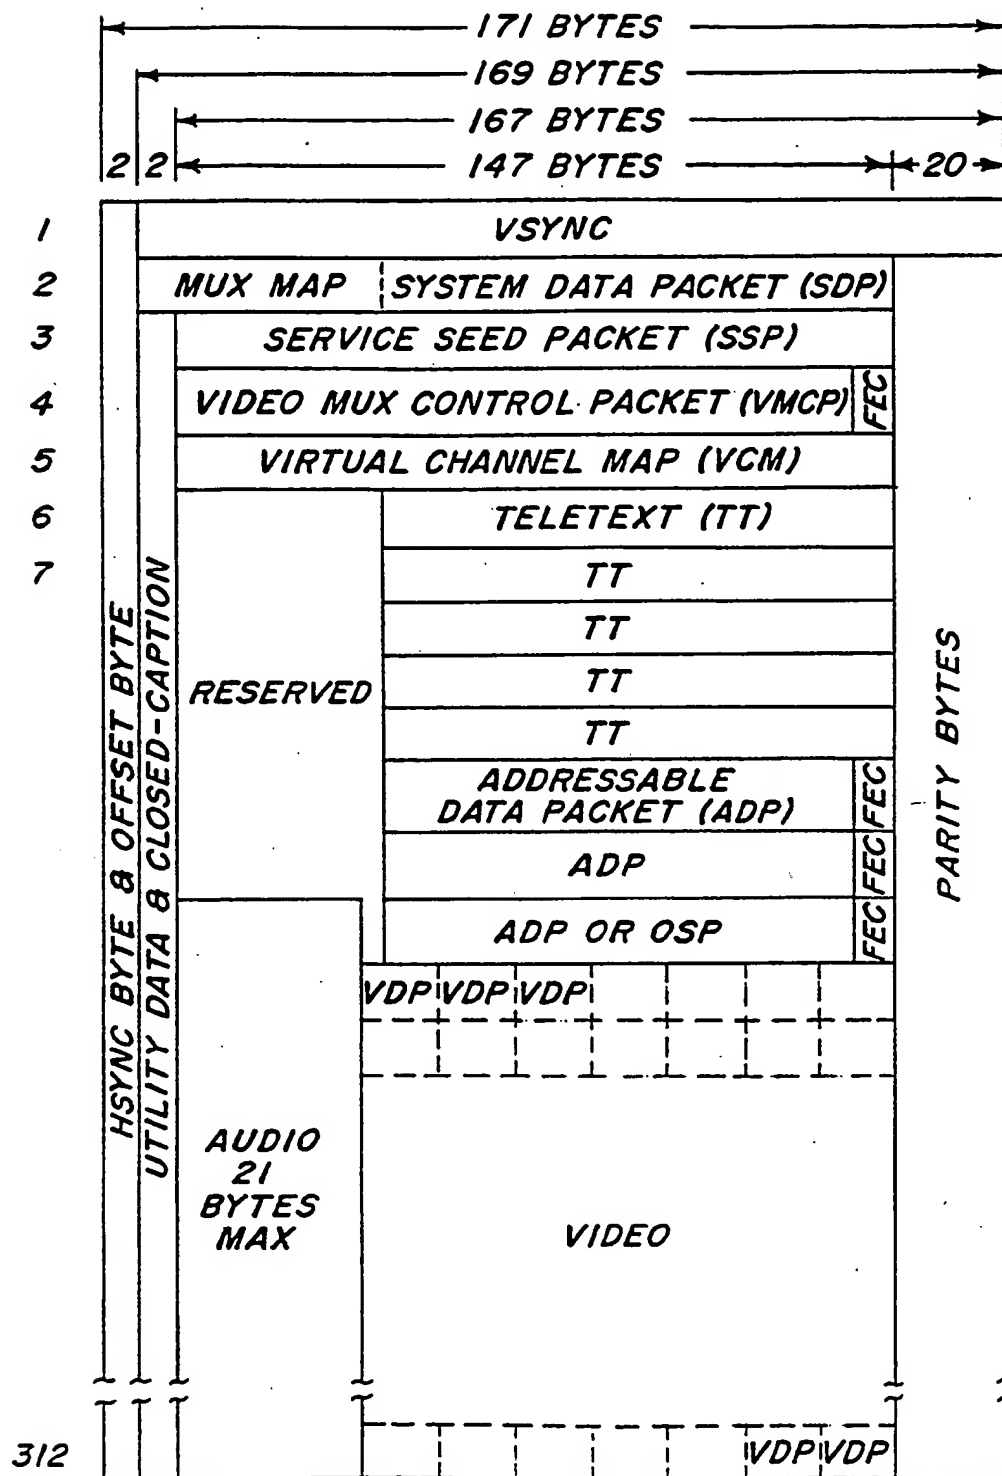 171 BYTES
169 BYTES
167 BYTES
2 2 147 BYTES 20
1 VSYNC
2 MUX MAP SYSTEM DATA PACKET (SDP)
3 SERVICE SEED PACKET (SSP)
4 VIDEO MUX CONTROL PACKET (VMCP) FEC
5 VIRTUAL CHANNEL MAP (VCM)
6 TELETEXT (TT)
7 TT
TT
TT
TT
RESERVED
ADDRESSABLE
DATA PACKET (ADP) FEC
ADP FEC
ADP OR OSP FEC
HSYNC BYTE & OFFSET BYTE
UTILITY DATA & CLOSED-CAPTION
PARITY BYTES
VDP VDP VDP
AUDIO
21
BYTES
MAX
VIDEO
312 VDP VDP